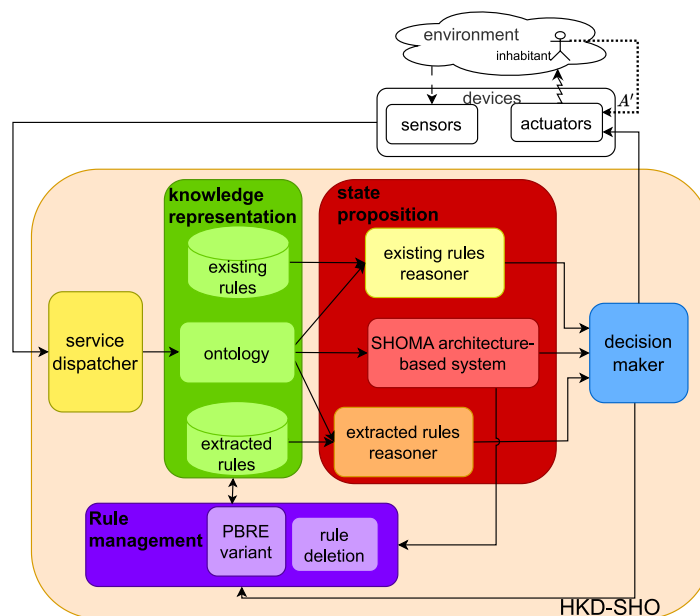 environment
inhabitant
devices
A′
sensors
actuators
knowledge
representation
state
proposition
existing
rules
existing rules
reasoner
service
dispatcher
ontology
SHOMA architecture-
based system
decision
maker
extracted
rules
extracted rules
reasoner
Rule
management
PBRE
variant
rule
deletion
HKD-SHO